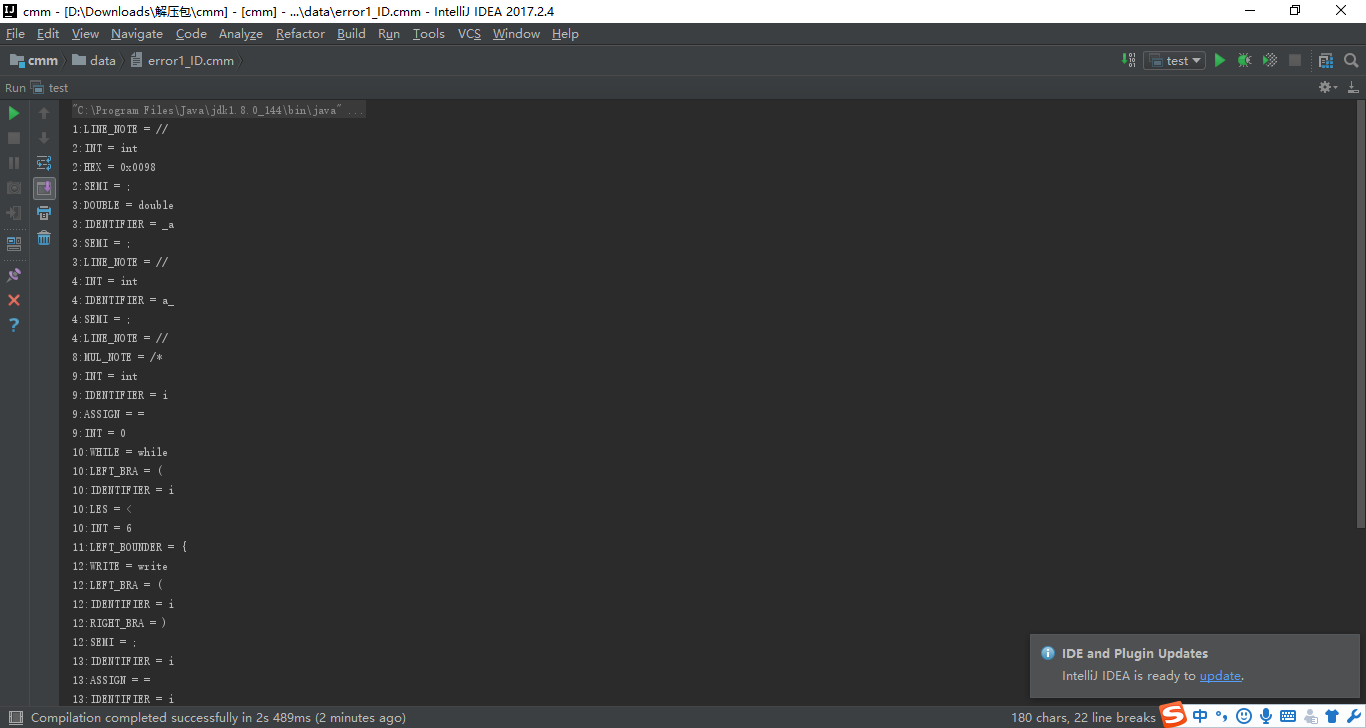 cmm - [D:\Downloads\解压包\cmm] - [cmm] - ...\data\error1_ID.cmm - IntelliJ IDEA 2017.2.4
File Edit View Navigate Code Analyze Refactor Build Run Tools VCS Window Help
cmm data error1_ID.cmm test
Run test
"C:\Program Files\Java\jdk1.8.0_144\bin\java" ...
1:LINE_NOTE = //
2:INT = int
2:HEX = 0x0098
2:SEMI = ;
3:DOUBLE = double
3:IDENTIFIER = _a
3:SEMI = ;
3:LINE_NOTE = //
4:INT = int
4:IDENTIFIER = a_
4:SEMI = ;
4:LINE_NOTE = //
8:MUL_NOTE = /*
9:INT = int
9:IDENTIFIER = i
9:ASSIGN = =
9:INT = 0
10:WHILE = while
10:LEFT_BRA = (
10:IDENTIFIER = i
10:LES = <
10:INT = 6
11:LEFT_BOUNDER = {
12:WRITE = write
12:LEFT_BRA = (
12:IDENTIFIER = i
12:RIGHT_BRA = )
12:SEMI = ;
13:IDENTIFIER = i
13:ASSIGN = =
13:IDENTIFIER = i
IDE and Plugin Updates
IntelliJ IDEA is ready to update.
Compilation completed successfully in 2s 489ms (2 minutes ago)
180 chars, 22 line breaks
中